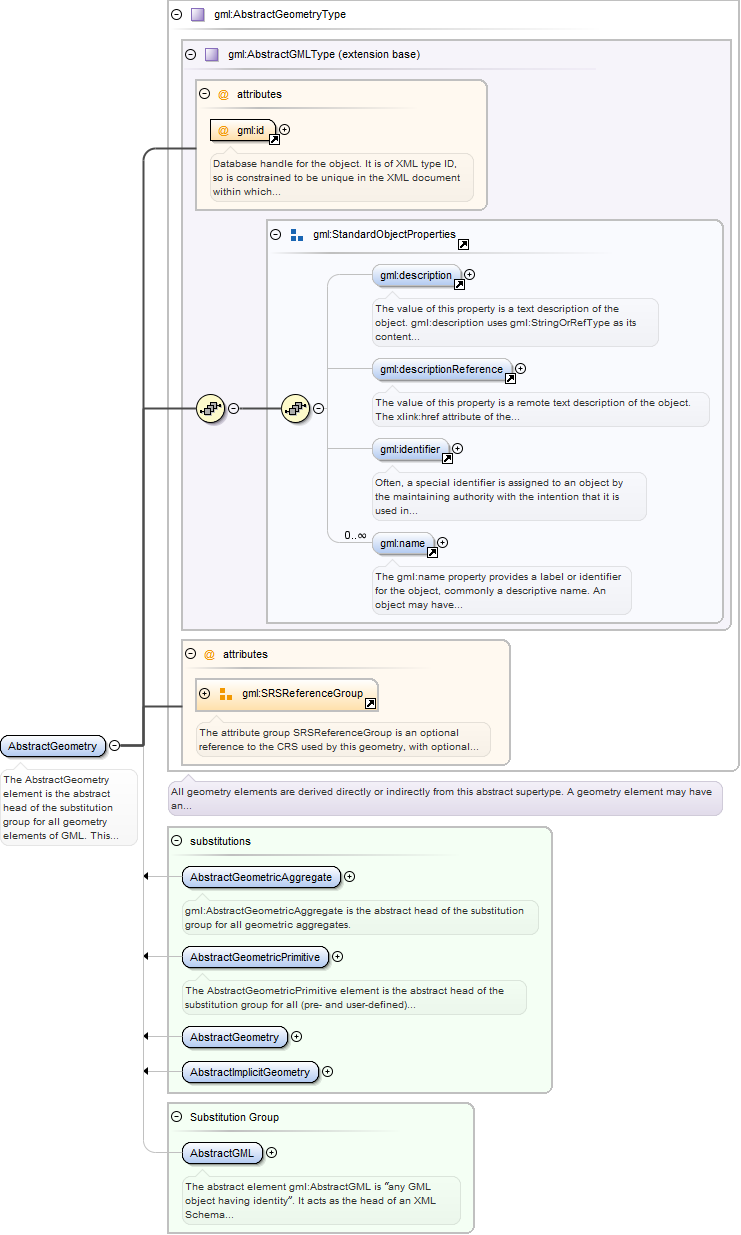 gml:AbstractGeometryType
gml:AbstractGMLType (extension base)
@ attributes
@ gml:id
Database handle for the object. It is of XML type ID,
so is constrained to be unique in the XML document
within which...
gml:StandardObjectProperties
gml:description
The value of this property is a text description of the
object. gml:description uses gml:StringOrRefType as its
content...
gml:descriptionReference
The value of this property is a remote text description of the object.
The xlink:href attribute of the...
gml:identifier
Often, a special identifier is assigned to an object by
the maintaining authority with the intention that it is
used in...
0..∞
gml:name
The gml:name property provides a label or identifier
for the object, commonly a descriptive name. An
object may have...
@ attributes
gml:SRSReferenceGroup
The attribute group SRSReferenceGroup is an optional
reference to the CRS used by this geometry, with optional...
AbstractGeometry
The AbstractGeometry
element is the abstract
head of the substitution
group for all geometry
elements of GML. This...
All geometry elements are derived directly or indirectly from this abstract supertype. A geometry element may have
an...
substitutions
AbstractGeometricAggregate
gml:AbstractGeometricAggregate is the abstract head of the substitution
group for all geometric aggregates.
AbstractGeometricPrimitive
The AbstractGeometricPrimitive element is the abstract head of the
substitution group for all (pre- and user-defined)...
AbstractGeometry
AbstractImplicitGeometry
Substitution Group
AbstractGML
The abstract element gml:AbstractGML is "any GML
object having identity". It acts as the head of an XML
Schema...